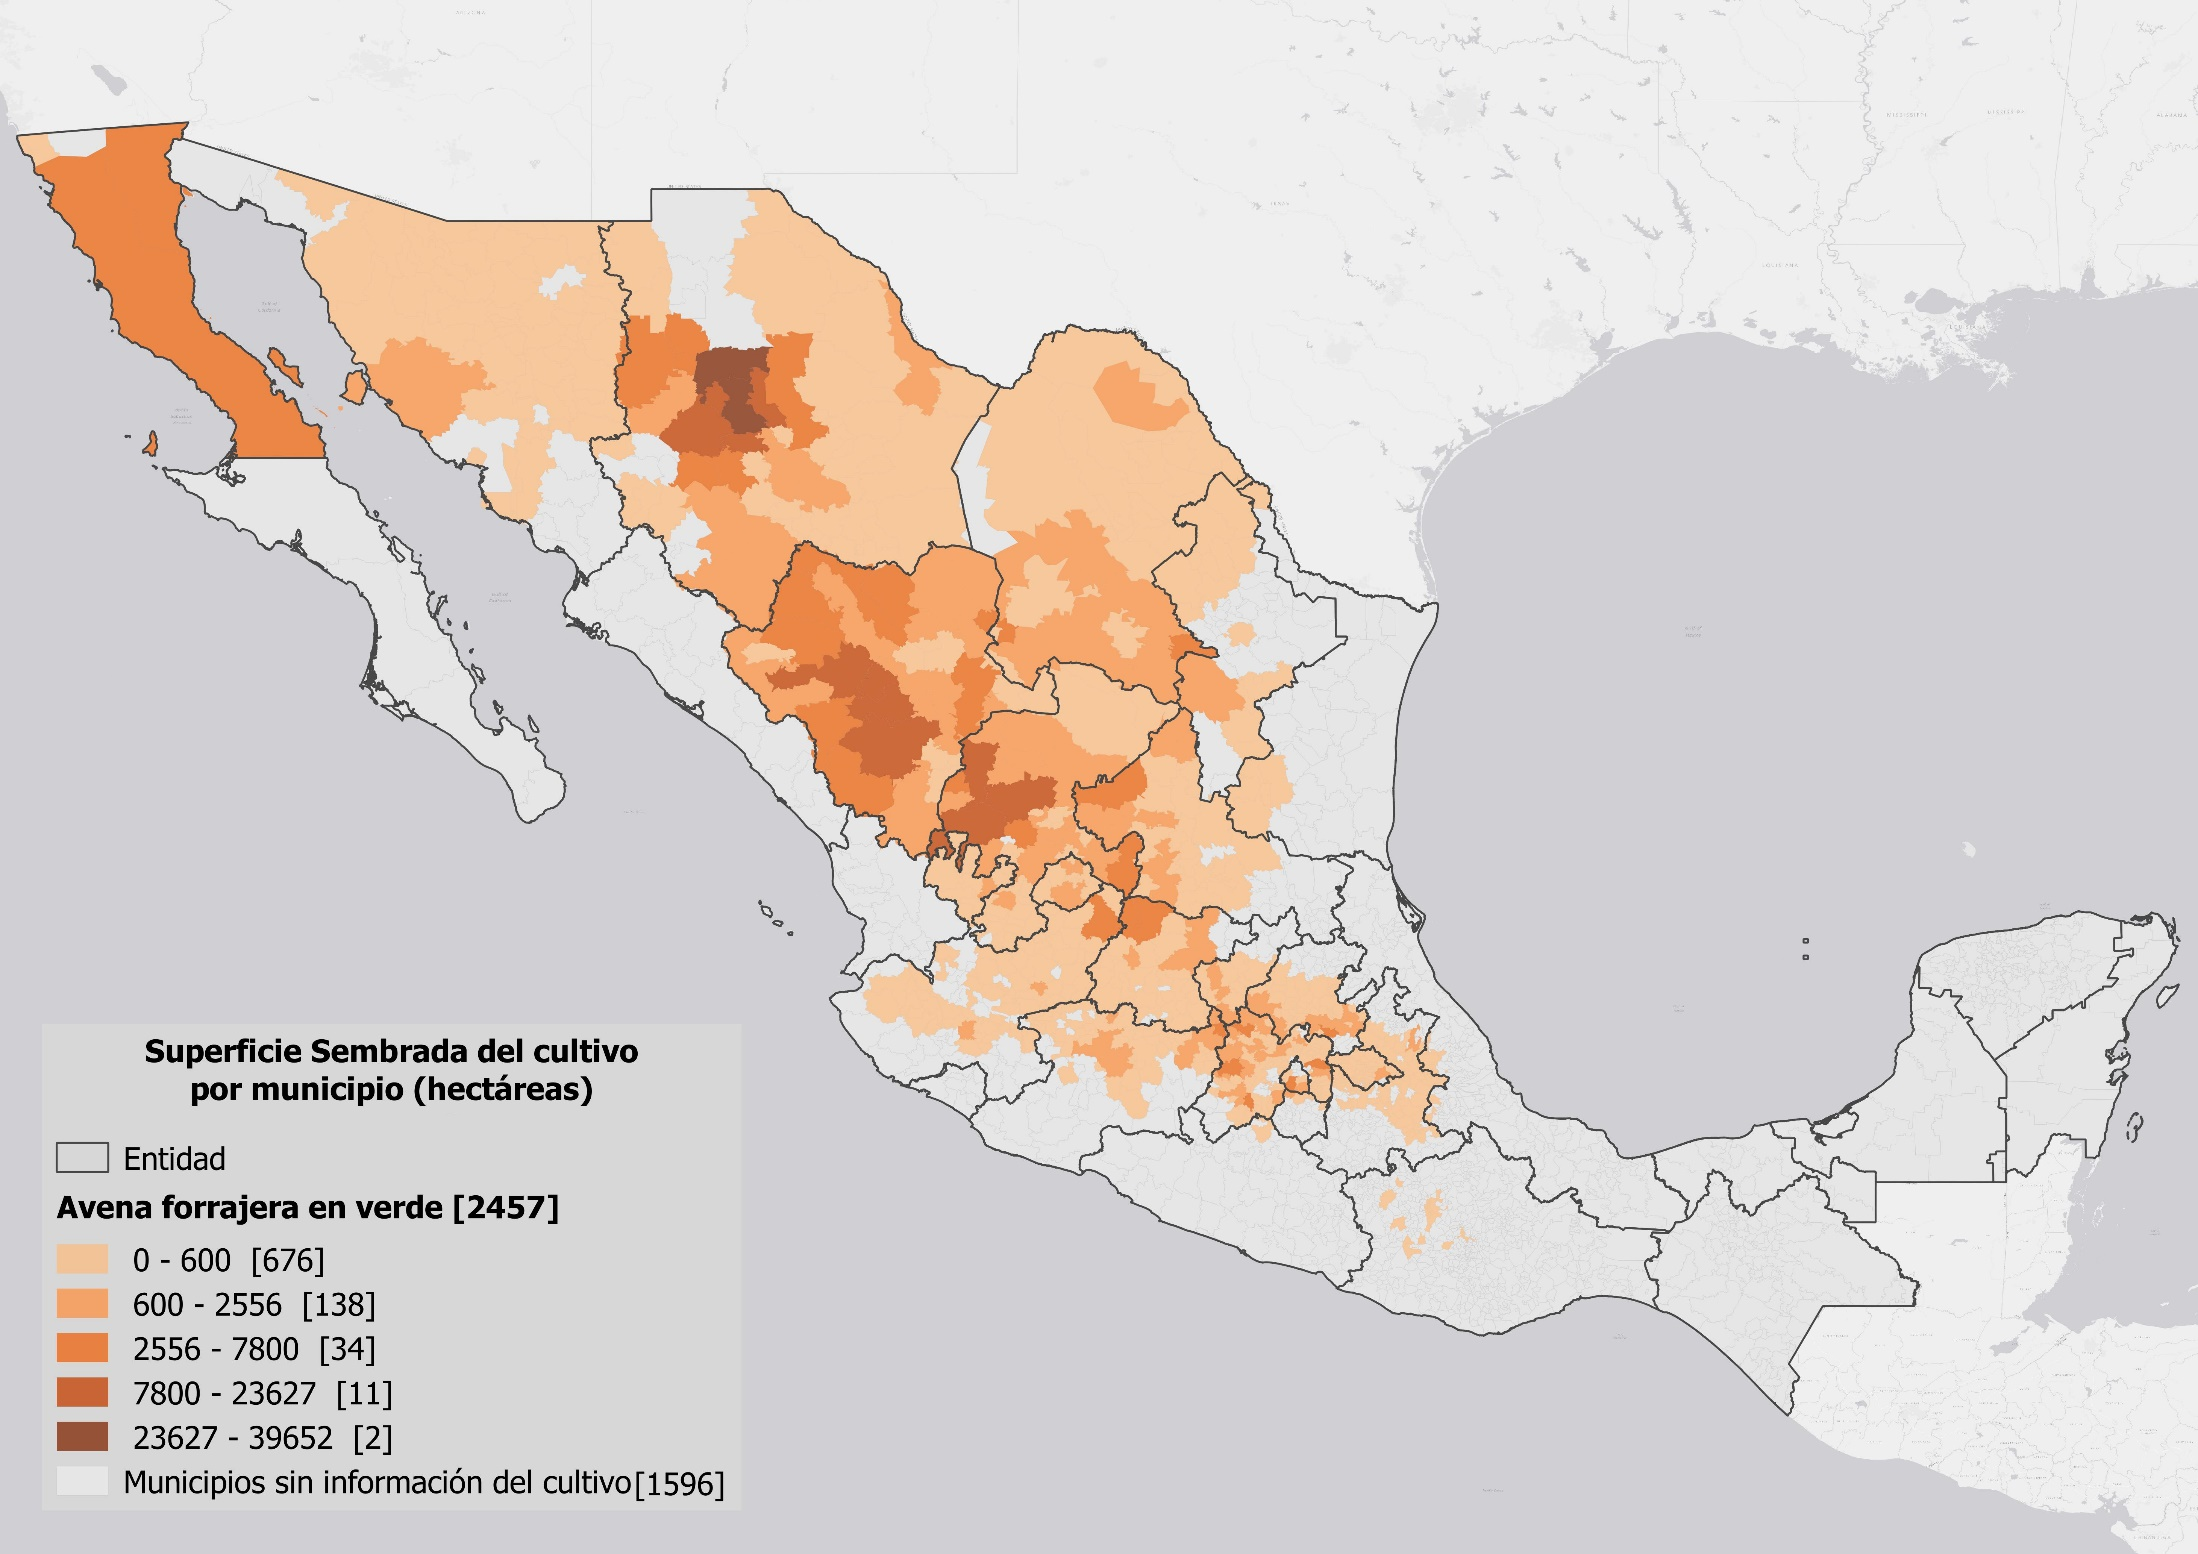 Superficie Sembrada del cultivo
por municipio (hectáreas)
Entidad
Avena forrajera en verde [2457]
0 - 600 [676]
600 - 2556 [138]
2556 - 7800 [34]
7800 - 23627 [11]
23627 - 39652 [2]
Municipios sin información del cultivo[1596]